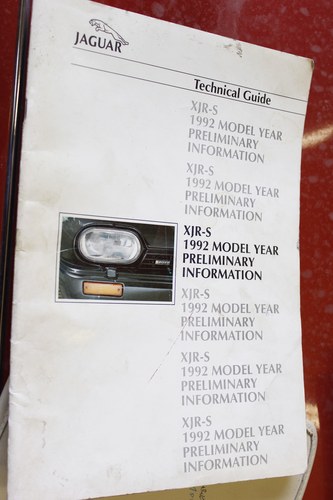 JAGUAR
Technical Guide
XJR-S
1992 MODEL YEAR
PRELIMINARY
INFORMATION
XJR-S
1992 MODEL YEAR
PRELIMINARY
INFORMATION
XJR-S
1992 MODEL YEAR
PRELIMINARY
INFORMATION
XJR-S
1992 MODEL YEAR
PRELIMINARY
INFORMATION
XJR-S
1992 MODEL YEAR
PRELIMINARY
INFORMATION
XJR-S
1992 MODEL YEAR
PRELIMINARY
INFORMATION